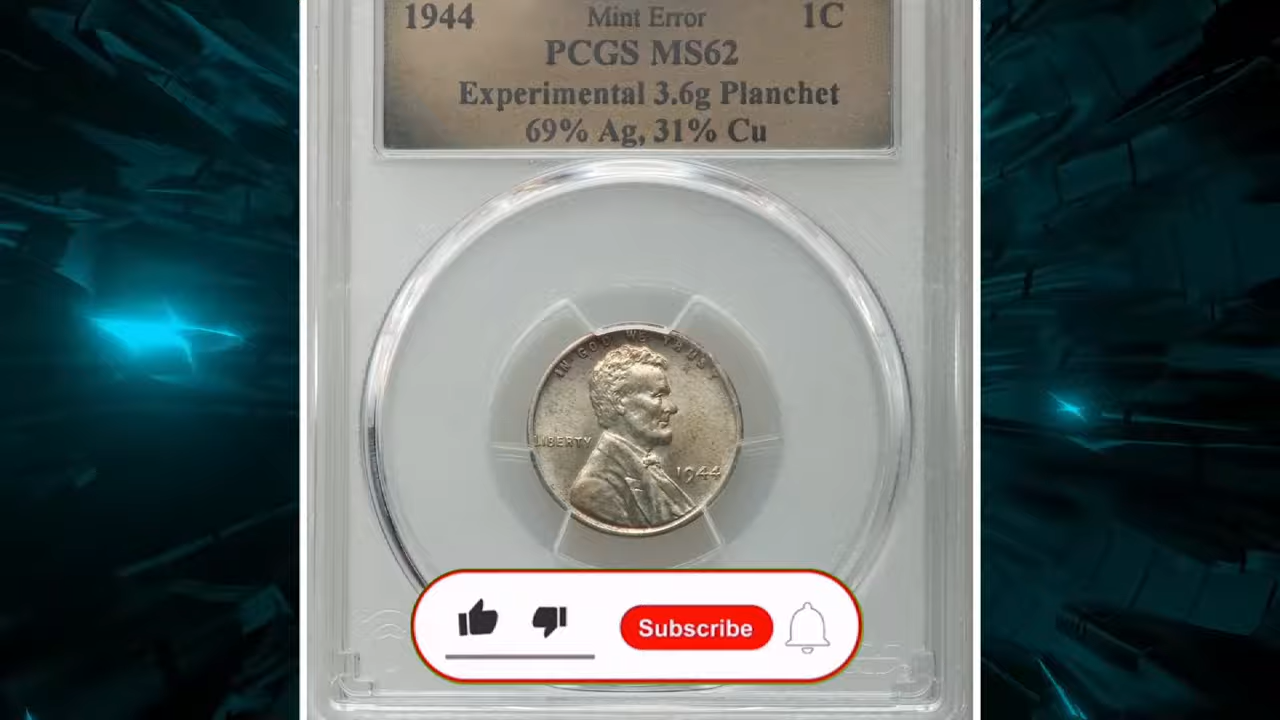 1944 Mint Error 1C
PCGS MS62
Experimental 3.6g Planchet
69% Ag, 31% Cu
IN GOD WE TRUST
LIBERTY
1944
Subscribe